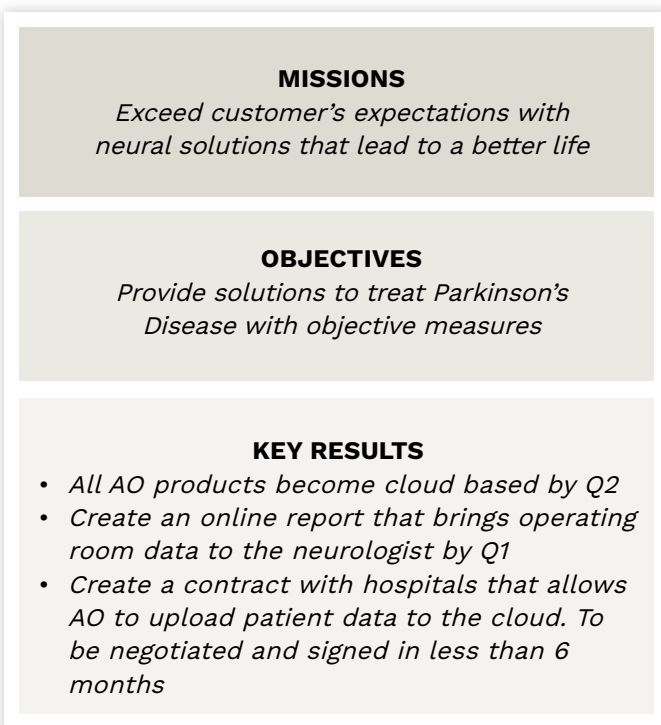 MISSIONS
Exceed customer’s expectations with
neural solutions that lead to a better life
OBJECTIVES
Provide solutions to treat Parkinson’s
Disease with objective measures
KEY RESULTS
• All AO products become cloud based by Q2
• Create an online report that brings operating
room data to the neurologist by Q1
• Create a contract with hospitals that allows
AO to upload patient data to the cloud. To
be negotiated and signed in less than 6
months